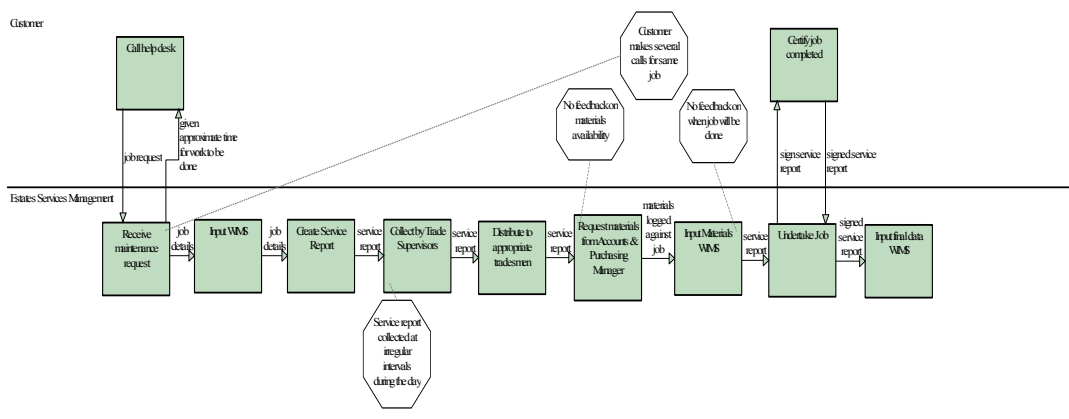 Customer
Call help desk
Customer
makes several
calls for same
job
Certify job
completed
No feedback on
materials
availability
No feedback on
when job will be
done
given
approximate time
for work to be
done
job request
sign service
report
signed service
report
Estates Services Management
Receive
maintenance
request
job
details
Input WIMS
job
details
Create Service
Report
service
report
Collect by Trade
Supervisors
service
report
Distribute to
appropriate
tradesmen
service
report
Request materials
from Accounts &
Purchasing
Manager
materials
logged
against
job
Input Materials
WIMS
service
report
Undertake Job
signed
service
report
Input final data
WIMS
Service report
collected at
irregular
intervals
during the day